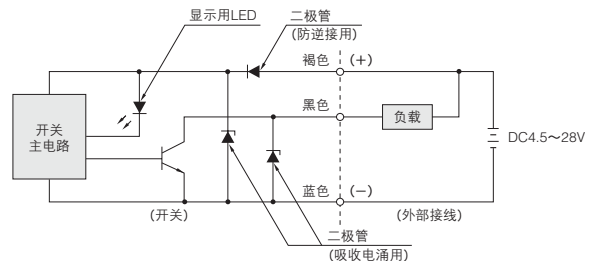 显示用LED
二极管
(防逆接用)
褐色 (+)
黑色
负载
开关
主电路
DC4.5～28V
蓝色 (−)
(开关)
(外部接线)
二极管
(吸收电涌用)